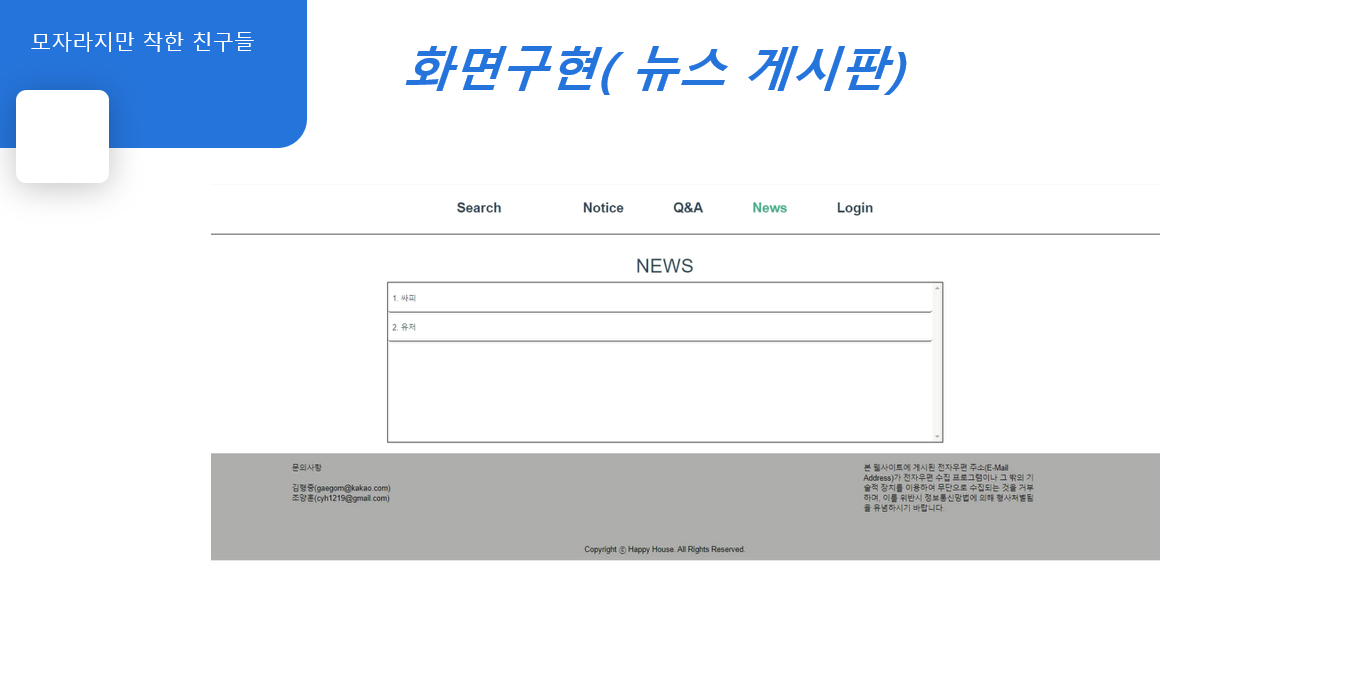 모자라지만 착한 친구들
화면구현( 뉴스 게시판)
Search Notice Q&A News Login
NEWS
1. 싸피
2. 유저
문의사항
김형중(gaegom@kakao.com)
조양훈(cyh1219@gmail.com)
본 웹사이트에 게시된 전자우편 주소(E-Mail
Address)가 전자우편 수집 프로그램이나 그 밖의 기
술적 장치를 이용하여 무단으로 수집되는 것을 거부
하며, 이를 위반시 정보통신망법에 의해 형사처벌됨
을 유념하시기 바랍니다.
Copyright ⓒ Happy House. All Rights Reserved.